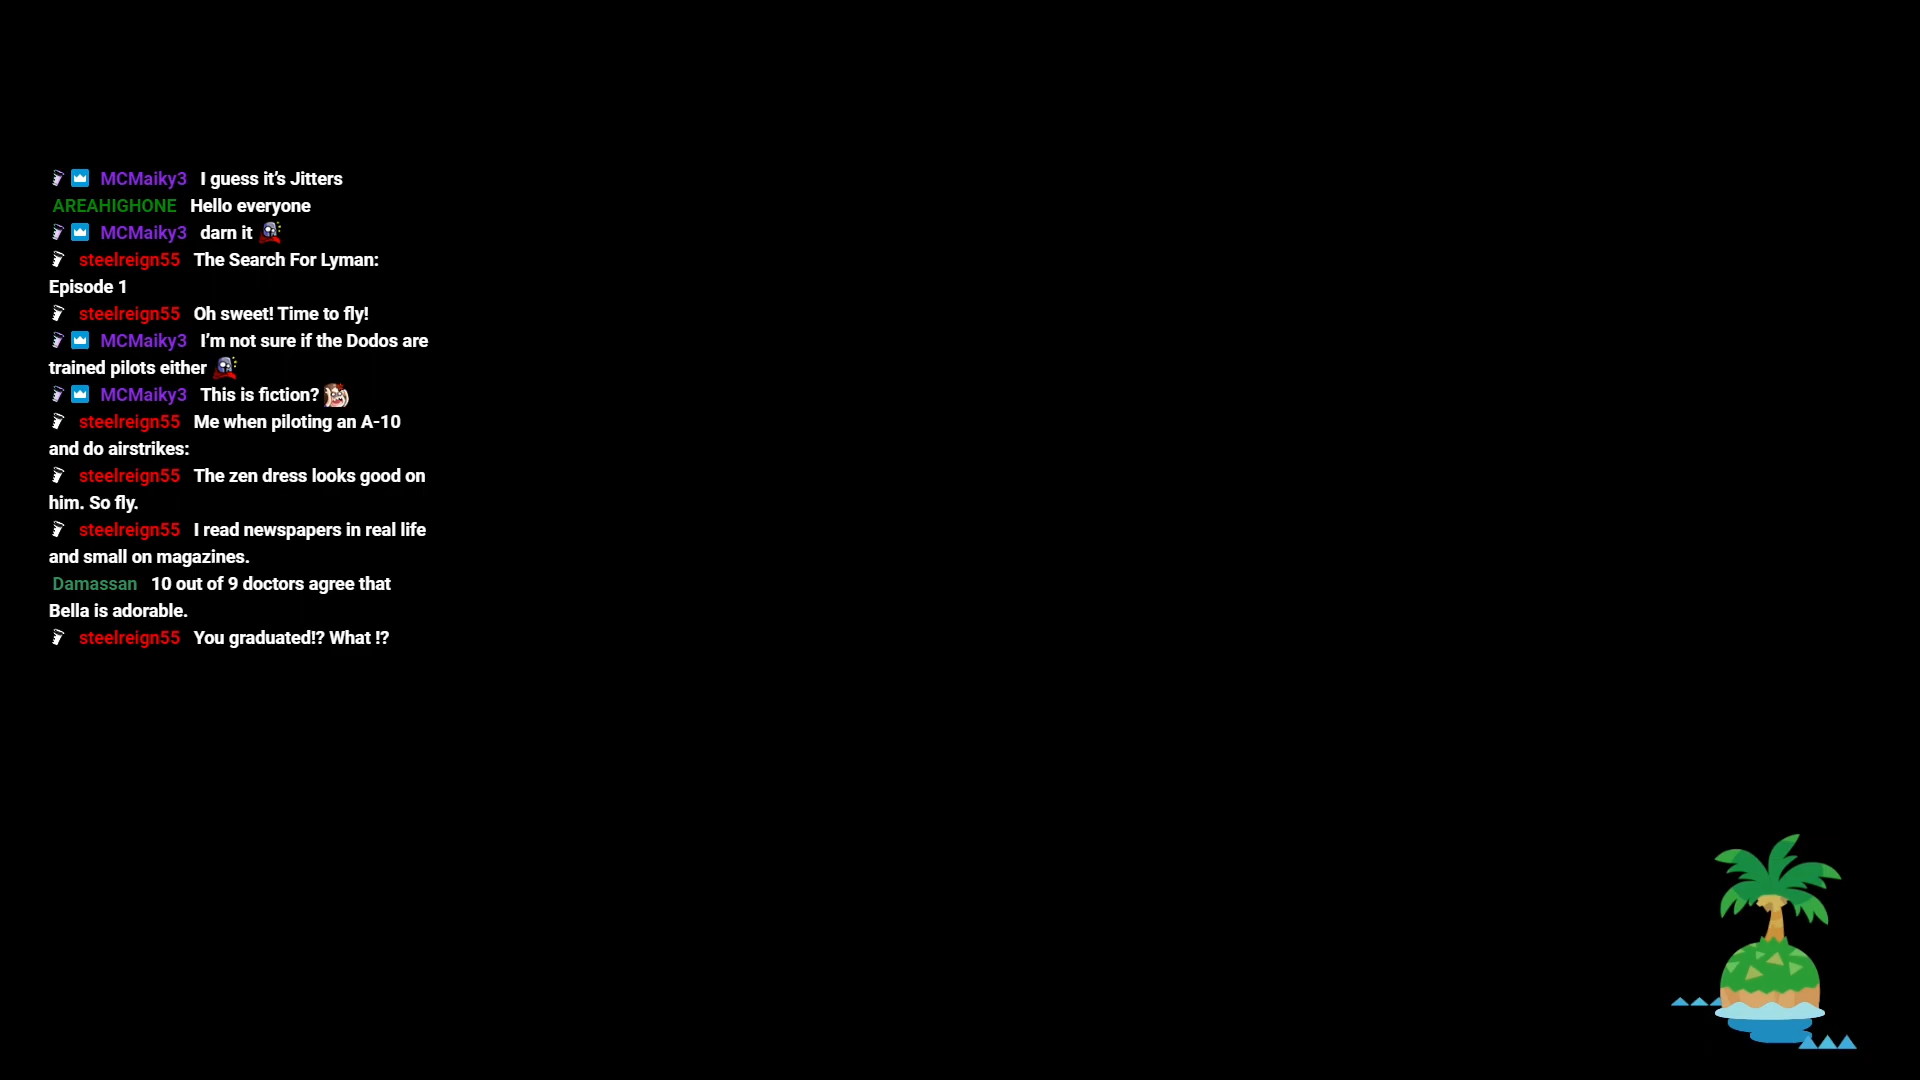 MCMaiky3 I guess it’s Jitters
AREAHIGHONE Hello everyone
MCMaiky3 darn it
steelreign55 The Search For Lyman:
Episode 1
steelreign55 Oh sweet! Time to fly!
MCMaiky3 I’m not sure if the Dodos are
trained pilots either
MCMaiky3 This is fiction?
steelreign55 Me when piloting an A-10
and do airstrikes:
steelreign55 The zen dress looks good on
him. So fly.
steelreign55 I read newspapers in real life
and small on magazines.
Damassan 10 out of 9 doctors agree that
Bella is adorable.
steelreign55 You graduated!? What !?